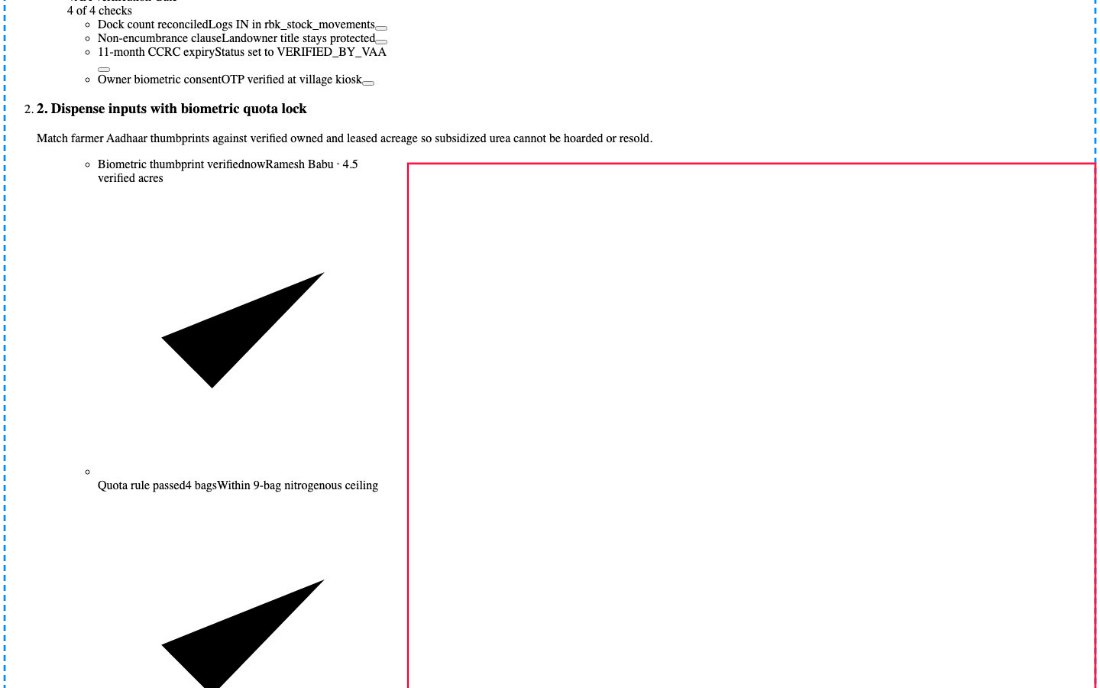 4 of 4 checks
Dock count reconciledLogs IN in rbk_stock_movements
Non-encumbrance clauseLandowner title stays protected
11-month CCRC expiryStatus set to VERIFIED_BY_VAA
Owner biometric consentOTP verified at village kiosk
2. 2. Dispense inputs with biometric quota lock
Match farmer Aadhaar thumbprints against verified owned and leased acreage so subsidized urea cannot be hoarded or resold.
Biometric thumbprint verifiednowRamesh Babu · 4.5
verified acres
Quota rule passed4 bagsWithin 9-bag nitrogenous ceiling